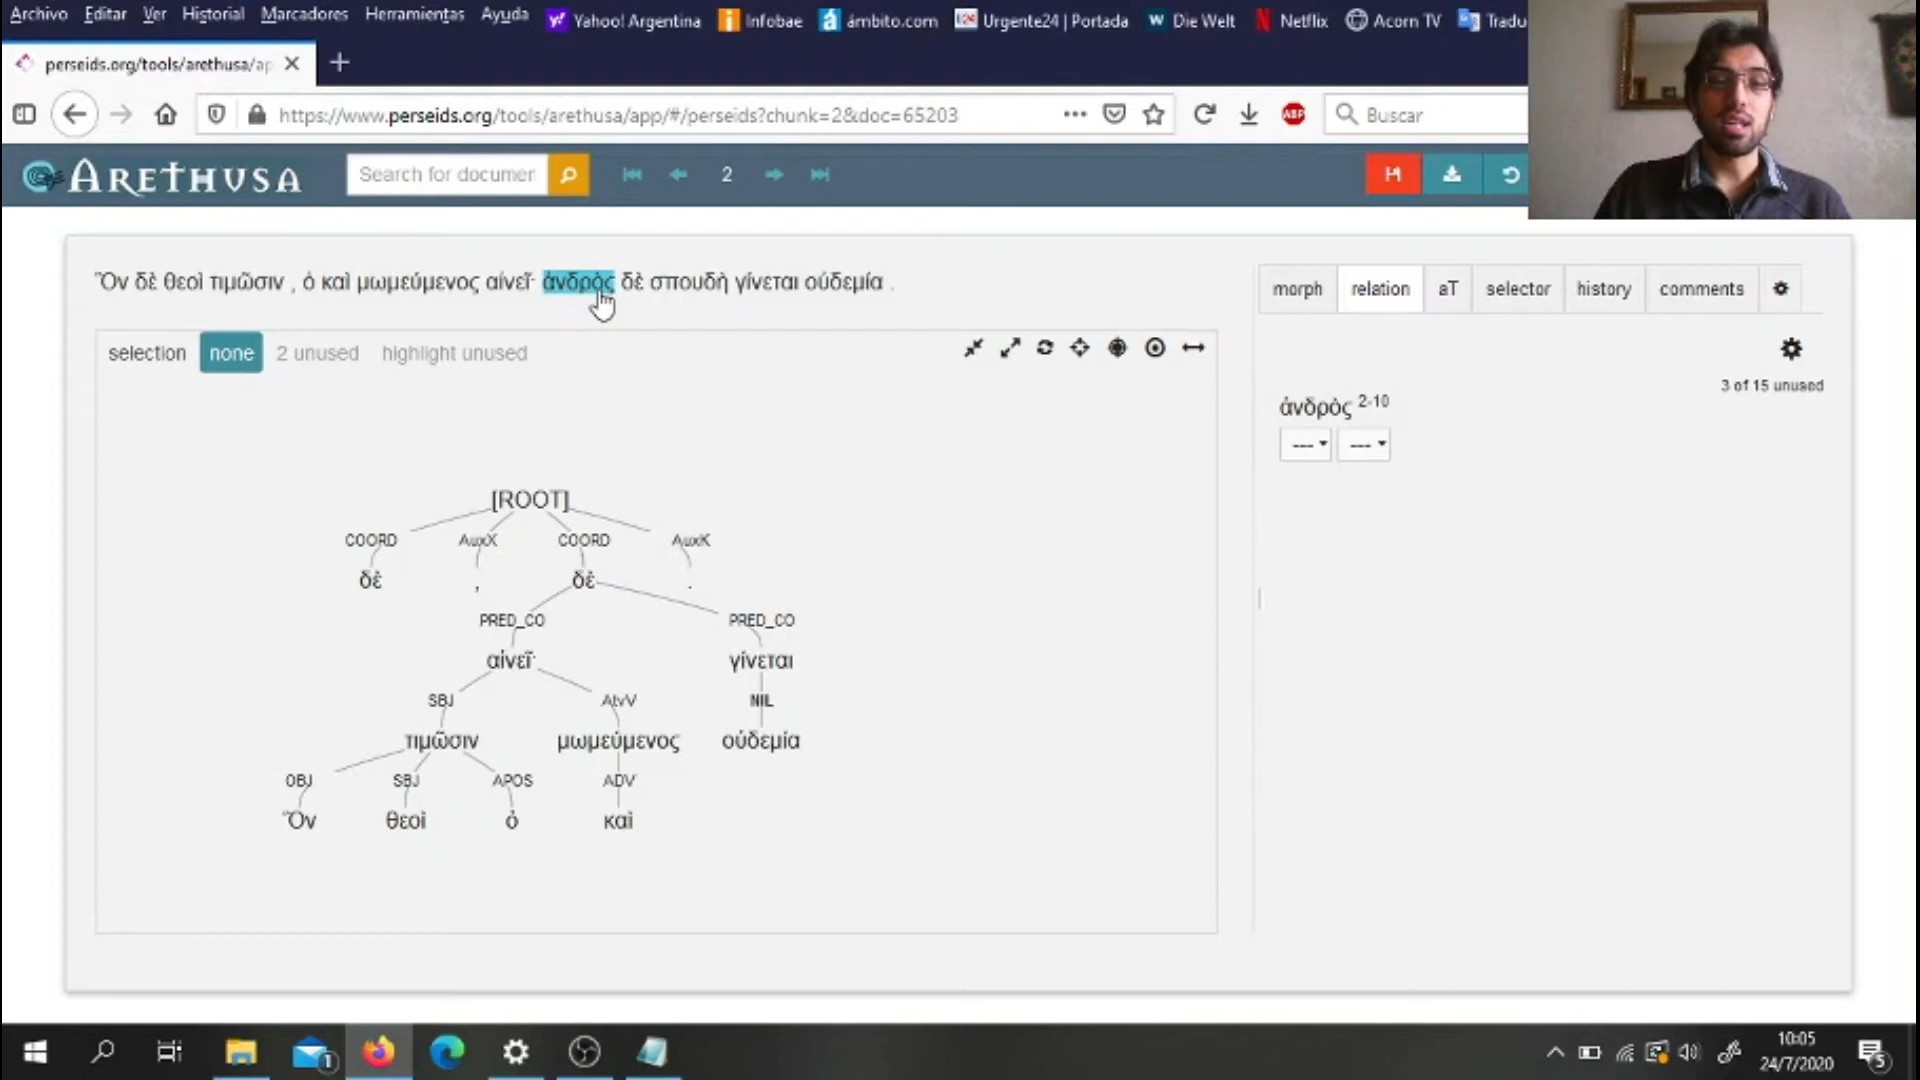 Archivo Editar Ver Historial Marcadores Herramientas Ayuda Yahoo! Argentina Infobae ámbito.com Urgente24 | Portada Die Welt Netflix Acorn TV Tradu
perseids.org/tools/arethusa/ap
https://www.perseids.org/tools/arethusa/app/#/perseids?chunk=2&doc=65203 ABP Buscar
ARETHUSA Search for documen 2
Ὃν δὲ θεοὶ τιμῶσιν , ὁ καὶ μωμεύμενος αἰνεῖ· ἀνδρὸς δὲ σπουδὴ γίνεται οὐδεμία .
morph relation aT selector history comments
selection none 2 unused highlight unused
3 of 15 unused
ἀνδρὸς 2-10
--- ---
[ROOT]
COORD AuxX COORD AuxK
δὲ , δὲ .
PRED_CO PRED_CO
αἰνεῖ· γίνεται
SBJ AtvV NIL
τιμῶσιν μωμεύμενος οὐδεμία
OBJ SBJ APOS ADV
Ὃν θεοὶ ὁ καὶ
1
10:05
24/7/2020
5